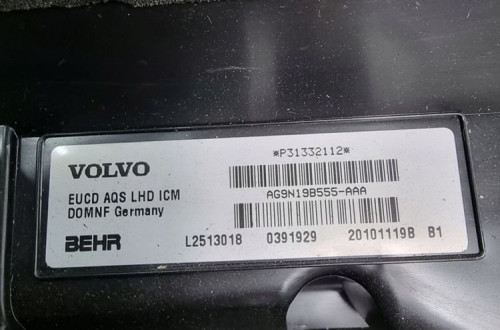 VOLVO
EUCD AQS LHD ICM
DOMNF Germany
BEHR
*P31332112*
AG9N19B555-AAA
L2513018 0391929 20101119B B1